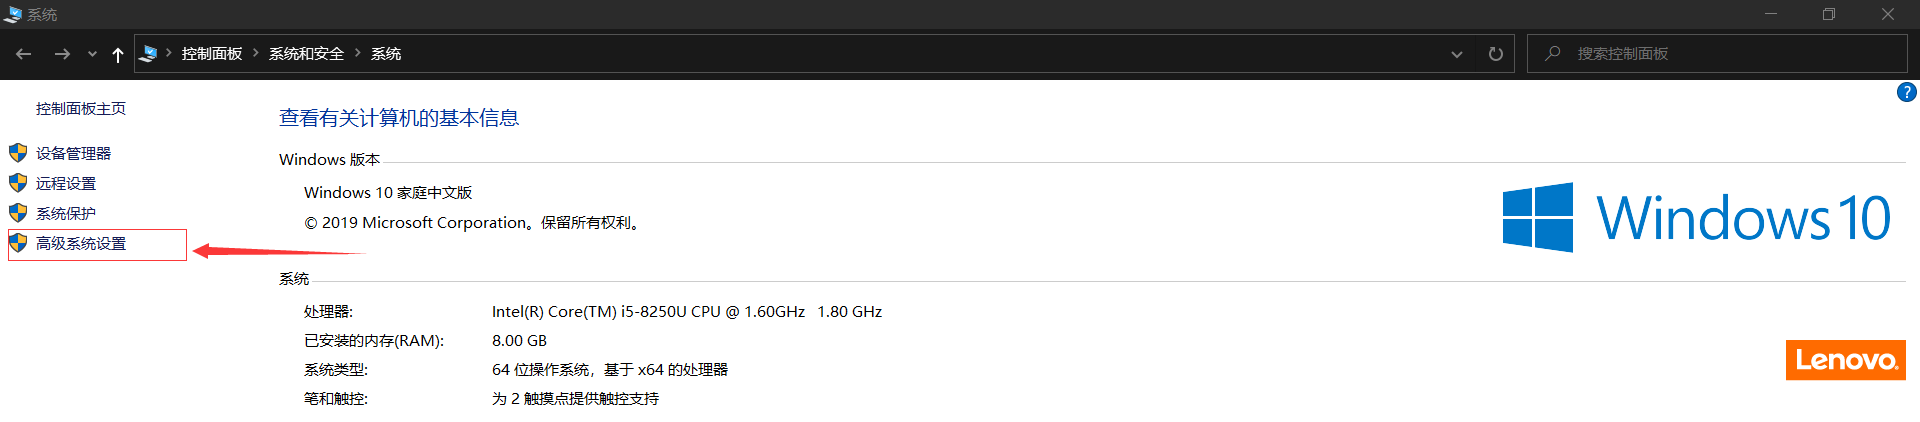 系统
控制面板 系统和安全 系统 搜索控制面板
控制面板主页
设备管理器
远程设置
系统保护
高级系统设置
?
查看有关计算机的基本信息
Windows 版本
Windows 10 家庭中文版
© 2019 Microsoft Corporation。保留所有权利。
Windows 10
系统
处理器: Intel(R) Core(TM) i5-8250U CPU @ 1.60GHz 1.80 GHz
已安装的内存(RAM): 8.00 GB
系统类型: 64 位操作系统，基于 x64 的处理器
笔和触控: 为 2 触摸点提供触控支持
Lenovo.